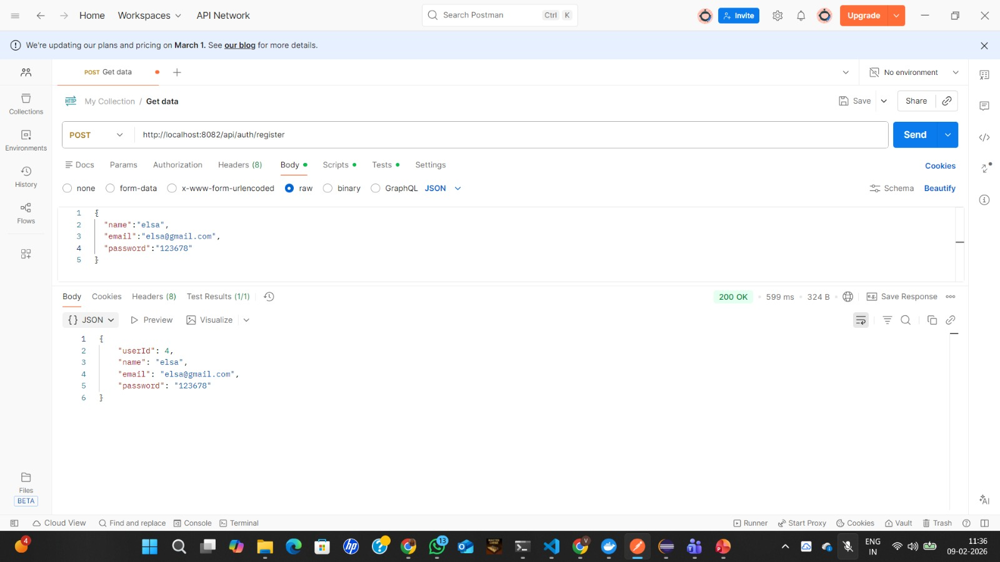 Home Workspaces API Network Search Postman Ctrl K Invite Upgrade
We're updating our plans and pricing on March 1. See our blog for more details.
POST Get data No environment
HTTP My Collection / Get data Save Share
Collections
POST http://localhost:8082/api/auth/register Send
Environments
Docs Params Authorization Headers (8) Body Scripts Tests Settings Cookies
History
none form-data x-www-form-urlencoded raw binary GraphQL JSON Schema Beautify
Flows
1 {
2 "name":"elsa",
3 "email":"elsa@gmail.com",
4 "password":"123678"
5 }
Body Cookies Headers (8) Test Results (1/1) 200 OK 599 ms 324 B e.g. Save Response
{} JSON Preview Visualize
1 {
2 "userId": 4,
3 "name": "elsa",
4 "email": "elsa@gmail.com",
5 "password": "123678"
6 }
Files
BETA
AI
Cloud View Find and replace Console Terminal Runner Start Proxy Cookies Vault Trash
4 hp 13 V ENG 11:36
IN 09-02-2026